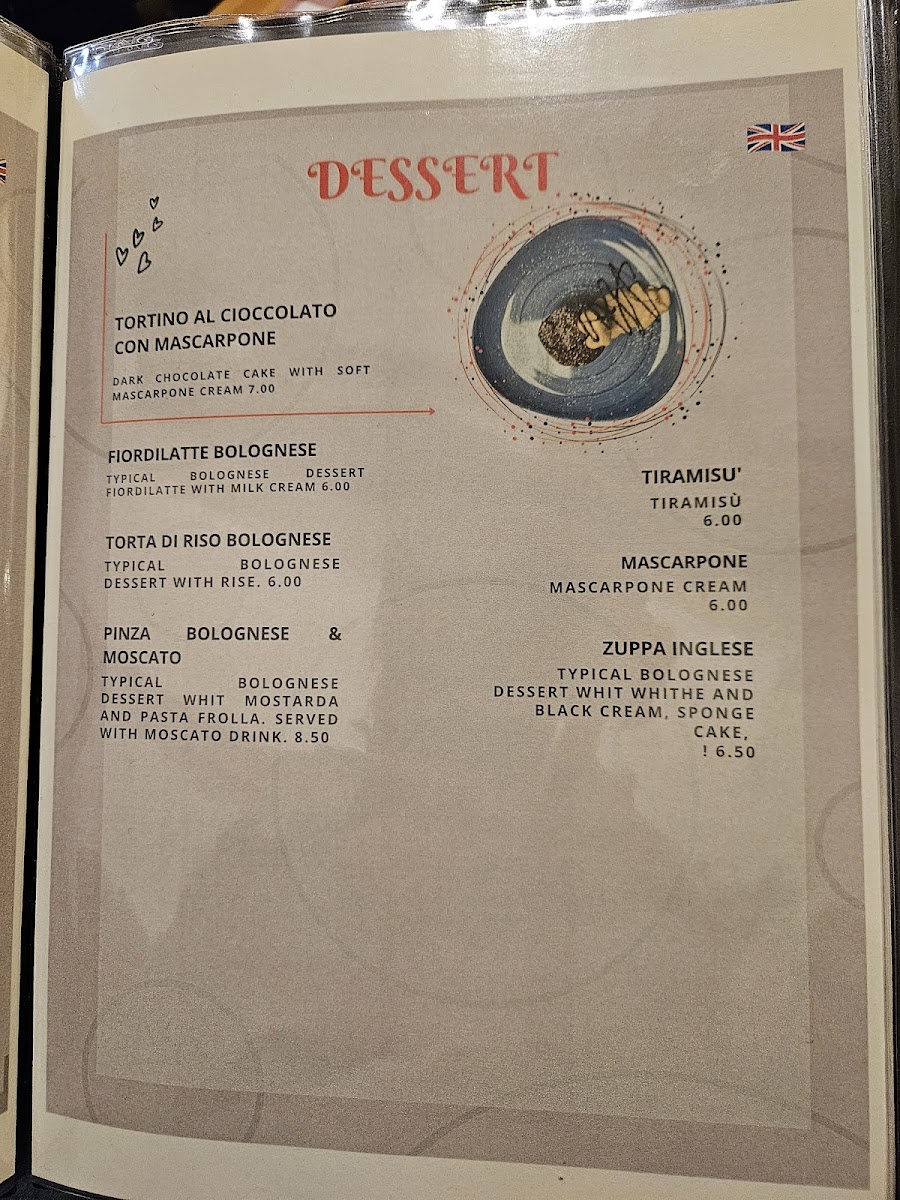 DESSERT
TORTINO AL CIOCCOLATO
CON MASCARPONE
DARK CHOCOLATE CAKE WITH SOFT
MASCARPONE CREAM 7.00
FIORDILATTE BOLOGNESE
TYPICAL BOLOGNESE DESSERT
FIORDILATTE WITH MILK CREAM 6.00
TORTA DI RISO BOLOGNESE
TYPICAL BOLOGNESE
DESSERT WITH RISE. 6.00
PINZA BOLOGNESE &
MOSCATO
TYPICAL BOLOGNESE
DESSERT WHIT MOSTARDA
AND PASTA FROLLA. SERVED
WITH MOSCATO DRINK. 8.50
TIRAMISU'
TIRAMISÙ
6.00
MASCARPONE
MASCARPONE CREAM
6.00
ZUPPA INGLESE
TYPICAL BOLOGNESE
DESSERT WHIT WHITHE AND
BLACK CREAM, SPONGE
CAKE,
! 6.50